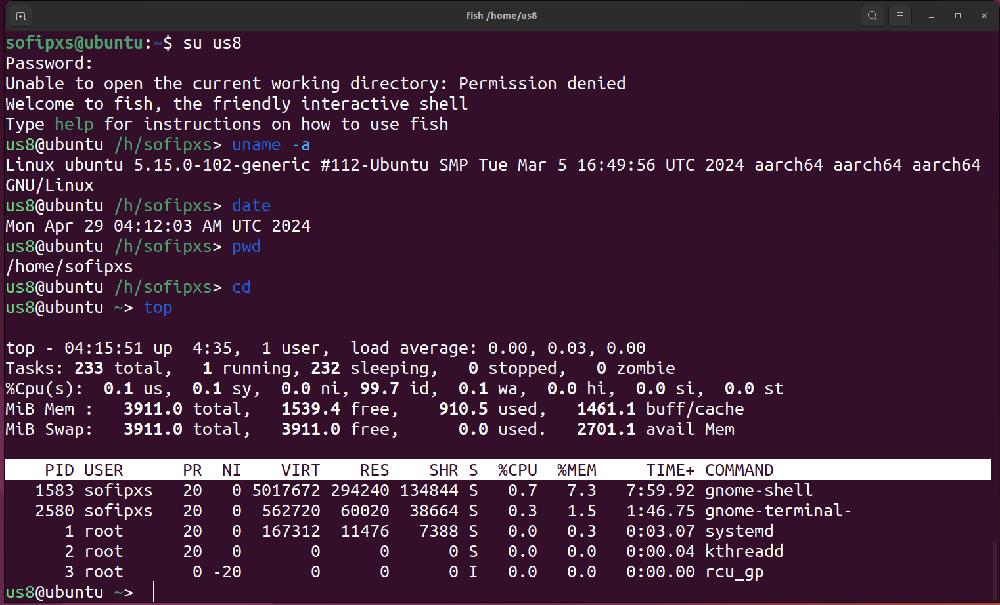 fish /home/us8
sofipxs@ubuntu:~$ su us8
Password:
Unable to open the current working directory: Permission denied
Welcome to fish, the friendly interactive shell
Type help for instructions on how to use fish
us8@ubuntu /h/sofipxs> uname -a
Linux ubuntu 5.15.0-102-generic #112-Ubuntu SMP Tue Mar 5 16:49:56 UTC 2024 aarch64 aarch64 aarch64
GNU/Linux
us8@ubuntu /h/sofipxs> date
Mon Apr 29 04:12:03 AM UTC 2024
us8@ubuntu /h/sofipxs> pwd
/home/sofipxs
us8@ubuntu /h/sofipxs> cd
us8@ubuntu ~> top
top - 04:15:51 up  4:35,  1 user,  load average: 0.00, 0.03, 0.00
Tasks: 233 total,   1 running, 232 sleeping,   0 stopped,   0 zombie
%Cpu(s):  0.1 us,  0.1 sy,  0.0 ni, 99.7 id,  0.1 wa,  0.0 hi,  0.0 si,  0.0 st
MiB Mem :   3911.0 total,   1539.4 free,    910.5 used,   1461.1 buff/cache
MiB Swap:   3911.0 total,   3911.0 free,      0.0 used.   2701.1 avail Mem
    PID USER      PR  NI    VIRT    RES    SHR S  %CPU  %MEM     TIME+ COMMAND
   1583 sofipxs   20   0 5017672 294240 134844 S   0.7   7.3   7:59.92 gnome-shell
   2580 sofipxs   20   0  562720  60020  38664 S   0.3   1.5   1:46.75 gnome-terminal-
      1 root      20   0  167312  11476   7388 S   0.0   0.3   0:03.07 systemd
      2 root      20   0       0      0      0 S   0.0   0.0   0:00.04 kthreadd
      3 root       0 -20       0      0      0 I   0.0   0.0   0:00.00 rcu_gp
us8@ubuntu ~>